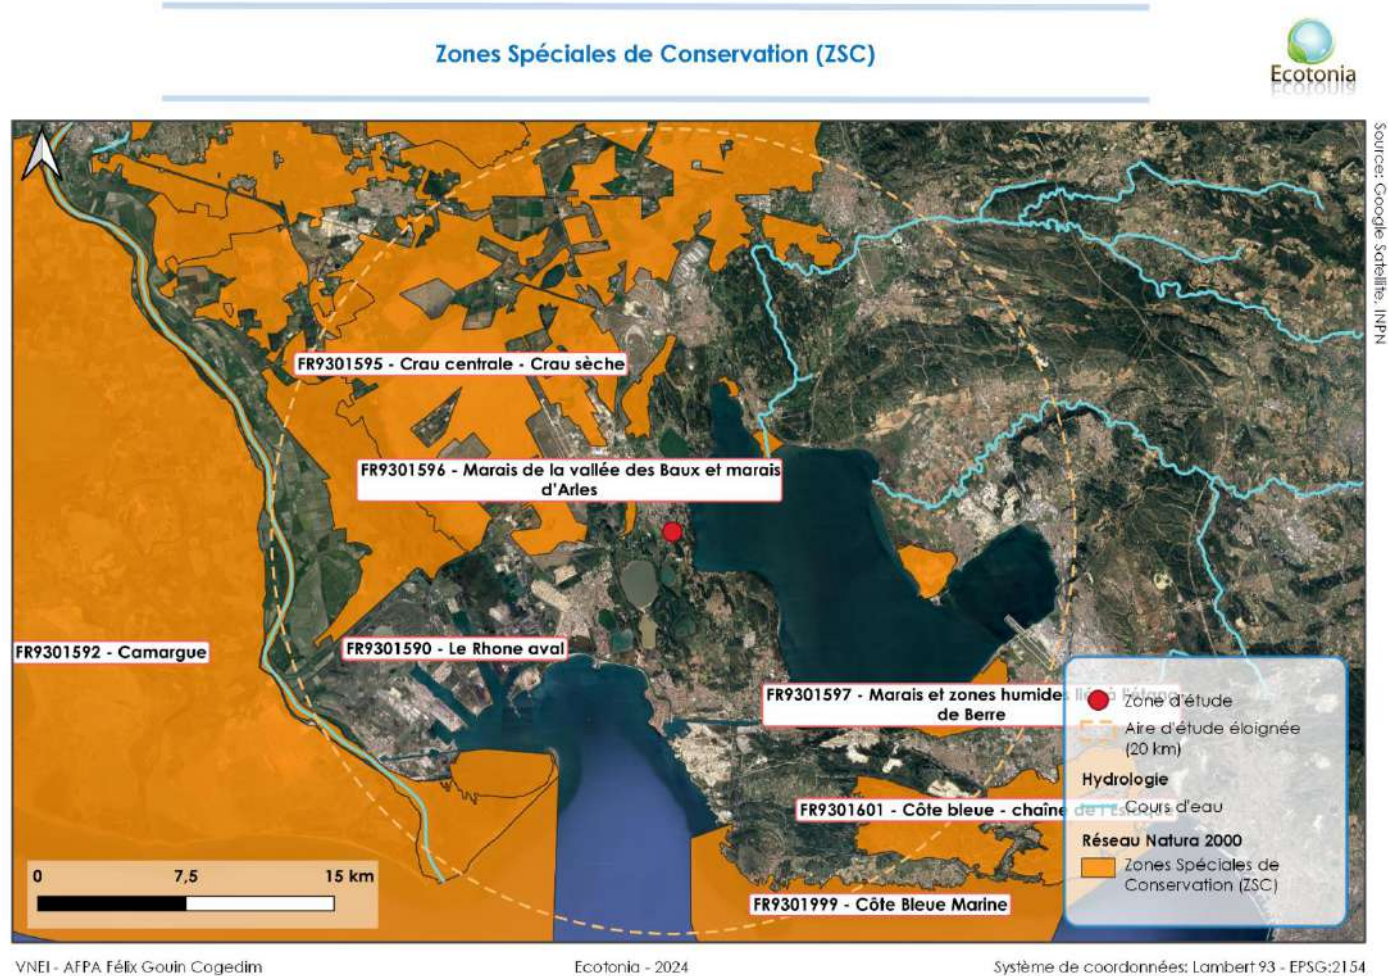 Zones Spéciales de Conservation (ZSC)
Ecotonia
Source: Google Satellite, INPN
FR9301595 - Crau centrale - Crau sèche
FR9301596 - Marais de la vallée des Baux et marais
d'Arles
FR9301592 - Camargue
FR9301590 - Le Rhone aval
FR9301597 - Marais et zones humides liés à l'étang
de Berre
FR9301601 - Côte bleue - chaîne de l'Estaque
FR9301999 - Côte Bleue Marine
Zone d'étude
Aire d'étude éloignée
(20 km)
Hydrologie
Cours d'eau
Réseau Natura 2000
Zones Spéciales de
Conservation (ZSC)
0 7,5 15 km
VNEI - AFPA Félix Gouin Cogedim
Ecotonia - 2024
Système de coordonnées: Lambert 93 - EPSG:2154